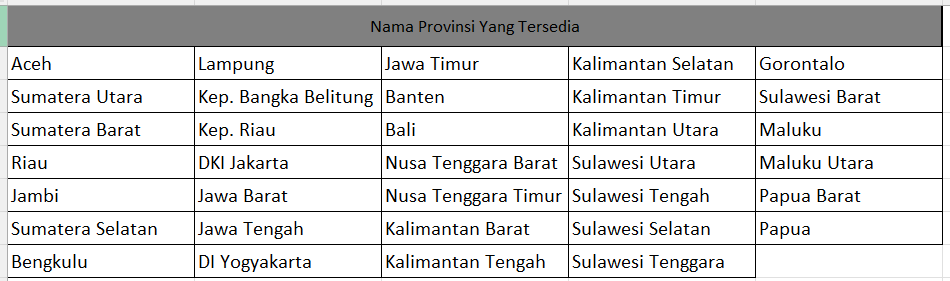 Nama Provinsi Yang Tersedia
Aceh Lampung Jawa Timur Kalimantan Selatan Gorontalo
Sumatera Utara Kep. Bangka Belitung Banten Kalimantan Timur Sulawesi Barat
Sumatera Barat Kep. Riau Bali Kalimantan Utara Maluku
Riau DKI Jakarta Nusa Tenggara Barat Sulawesi Utara Maluku Utara
Jambi Jawa Barat Nusa Tenggara Timur Sulawesi Tengah Papua Barat
Sumatera Selatan Jawa Tengah Kalimantan Barat Sulawesi Selatan Papua
Bengkulu DI Yogyakarta Kalimantan Tengah Sulawesi Tenggara